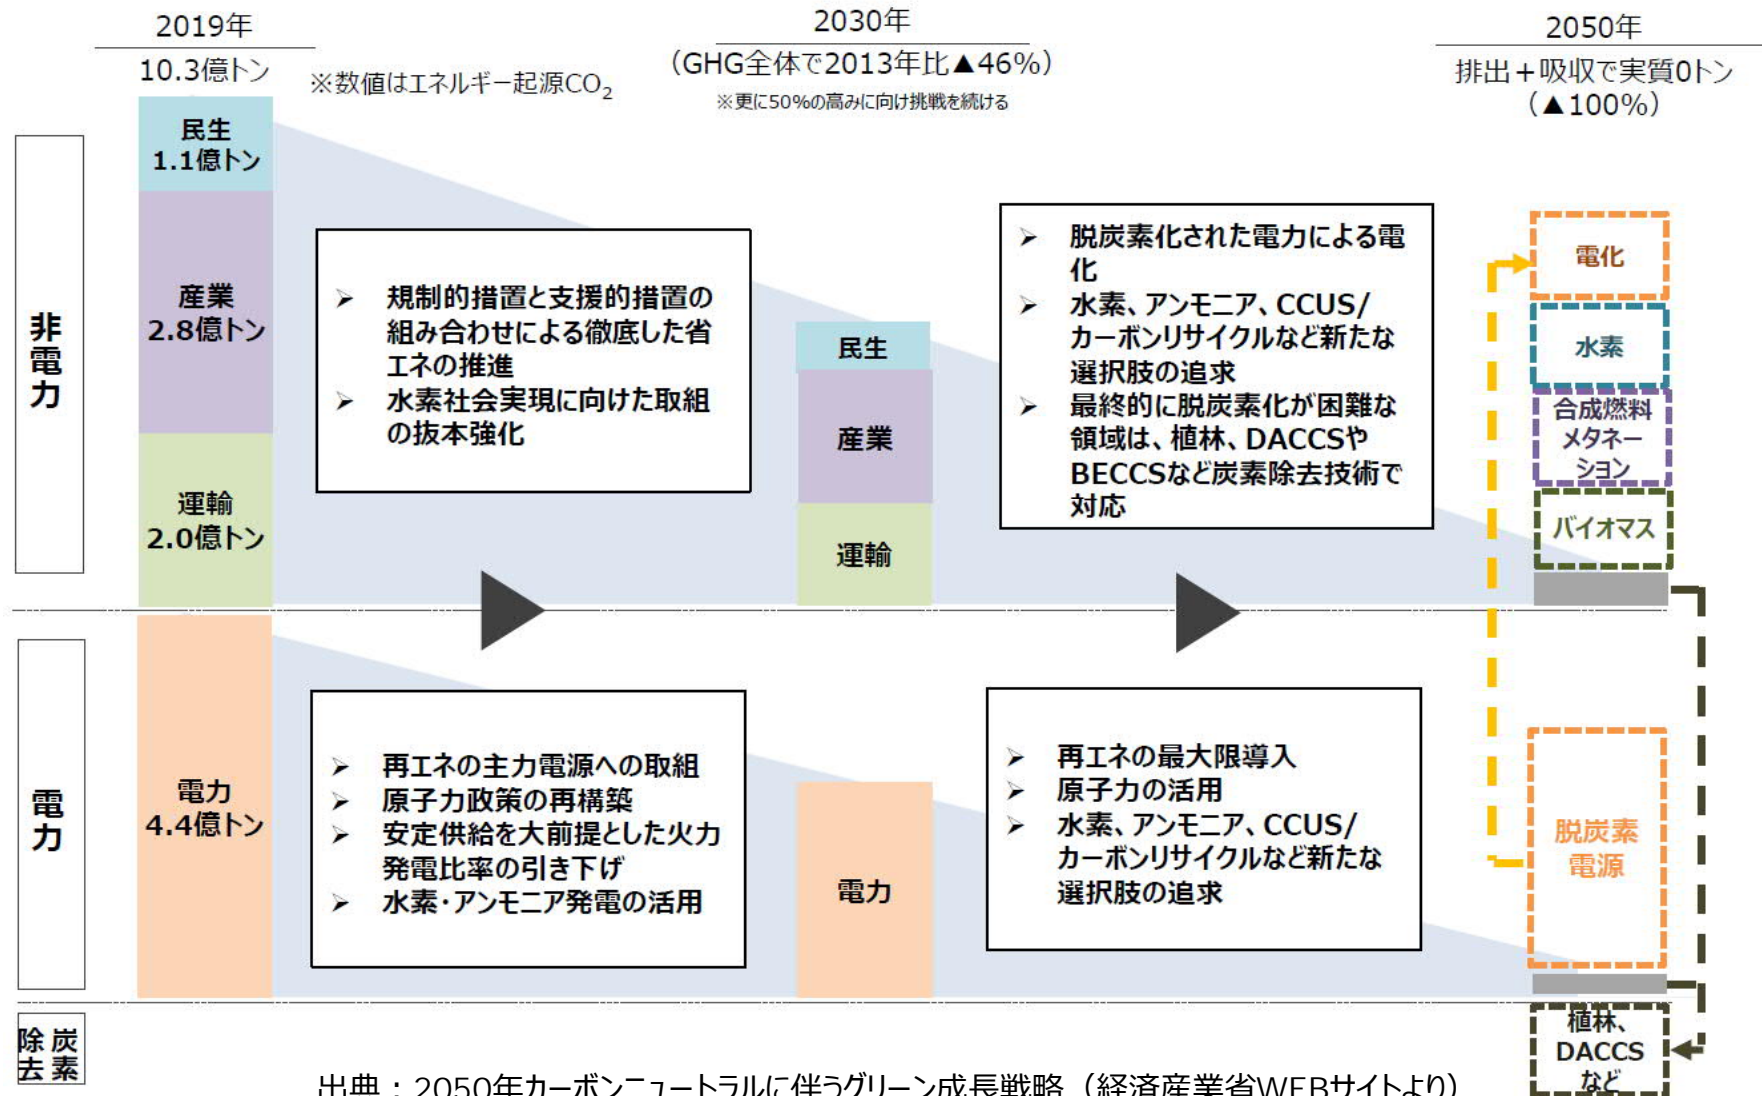 2019年
10.3億トン
※数値はエネルギー起源CO₂
2030年
(GHG全体で2013年比▲46%)
※更に50%の高みに向け挑戦を続ける
2050年
排出+吸収で実質0トン
(▲100%)
非電力
民生
1.1億トン
産業
2.8億トン
運輸
2.0億トン
➢ 規制的措置と支援的措置の
組み合わせによる徹底した省
エネの推進
➢ 水素社会実現に向けた取組
の抜本強化
民生
産業
運輸
➢ 脱炭素化された電力による電
化
➢ 水素、アンモニア、CCUS/
カーボンリサイクルなど新たな
選択肢の追求
➢ 最終的に脱炭素化が困難な
領域は、植林、DACCSや
BECCSなど炭素除去技術で
対応
電化
水素
合成燃料
メタネー
ション
バイオマス
電力
電力
4.4億トン
➢ 再エネの主力電源への取組
➢ 原子力政策の再構築
➢ 安定供給を大前提とした火力
発電比率の引き下げ
➢ 水素・アンモニア発電の活用
電力
➢ 再エネの最大限導入
➢ 原子力の活用
➢ 水素、アンモニア、CCUS/
カーボンリサイクルなど新たな
選択肢の追求
脱炭素
電源
炭素
除去
植林、
DACCS
など
出典:2050年カーボンニュートラルに伴うグリーン成長戦略(経済産業省WEBサイトより)